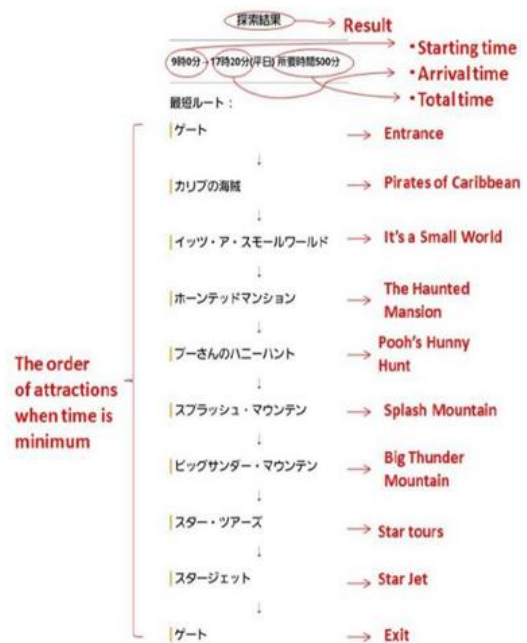 探索結果
Result
9時0分→17時20分(平日)所要時間500分
・Starting time
・Arrival time
・Total time
最短ルート：
ゲート
Entrance
↓
カリブの海賊
Pirates of Caribbean
↓
イッツ・ア・スモールワールド
It's a Small World
↓
ホーンテッドマンション
The Haunted
Mansion
↓
プーさんのハニーハント
Pooh's Hunny
Hunt
↓
The order
of attractions
when time is
minimum
スプラッシュ・マウンテン
Splash Mountain
↓
ビッグサンダー・マウンテン
Big Thunder
Mountain
↓
スター・ツアーズ
Star tours
↓
スタージェット
Star Jet
↓
ゲート
Exit